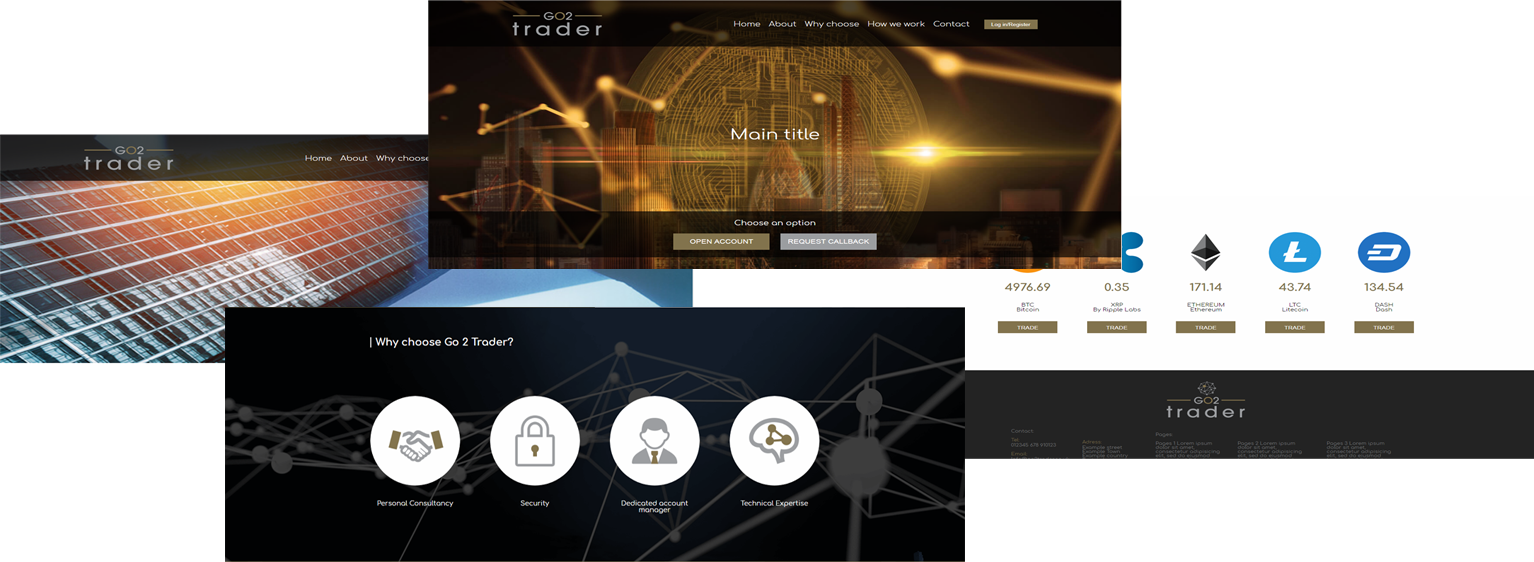 GO2
trader
Home About Why choose How we work Contact Log in/Register
Main title
Choose an option
OPEN ACCOUNT REQUEST CALLBACK
GO2
trader
Home About Why choose
| Why choose Go 2 Trader?
Personal Consultancy
Security
Dedicated account
manager
Technical Expertise
4976.69 0.35 171.14 43.74 134.54
BTC XRP ETHEREUM LTC DASH
Bitcoin By Ripple Labs Ethereum Litecoin Dash
TRADE TRADE TRADE TRADE TRADE
GO2
trader
Contact:
Tel:
Adress
Example street
Example Town
Example country
Pages
Pages 1 Lorem ipsum
dolor sit amet,
consectetur adipisicing
elit, sed do eiusmod
Pages 2 Lorem ipsum
dolor sit amet,
consectetur adipisicing
elit, sed do eiusmod
Pages 3 Lorem ipsum
dolor sit amet,
consectetur adipisicing
elit, sed do eiusmod